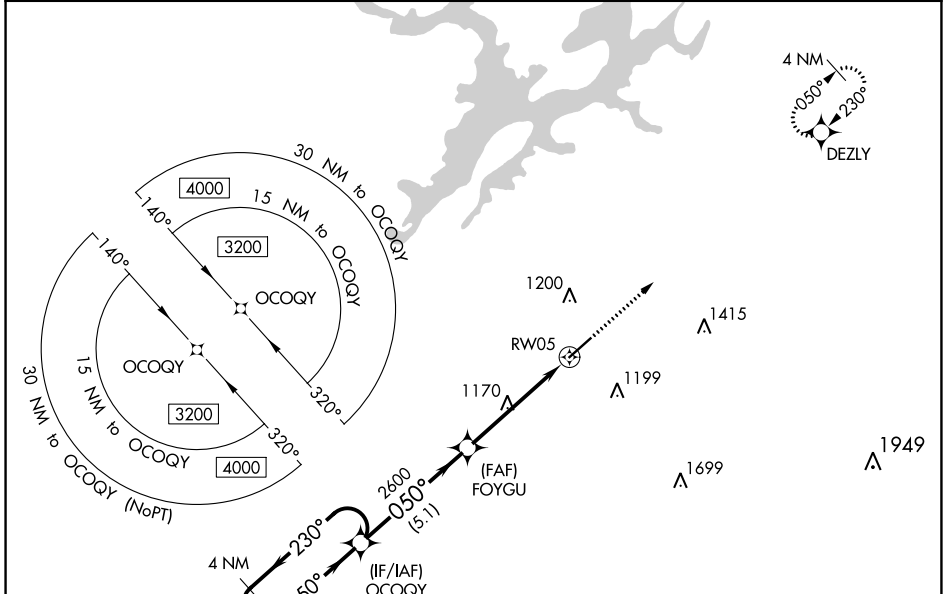 4 NM
050°
230°
DEZLY
30 NM to OCOQY
4000
15 NM to OCOQY
140°
3200
OCOQY
320°
140°
OCOQY
15 NM to OCOQY
3200
320°
4000
30 NM to OCOQY (NoPT)
1200
1415
RW05
1199
1170
1949
1699
(FAF)
FOYGU
2600
050°
(5.1)
230°
4 NM
50°
(IF/IAF)
OCOQY